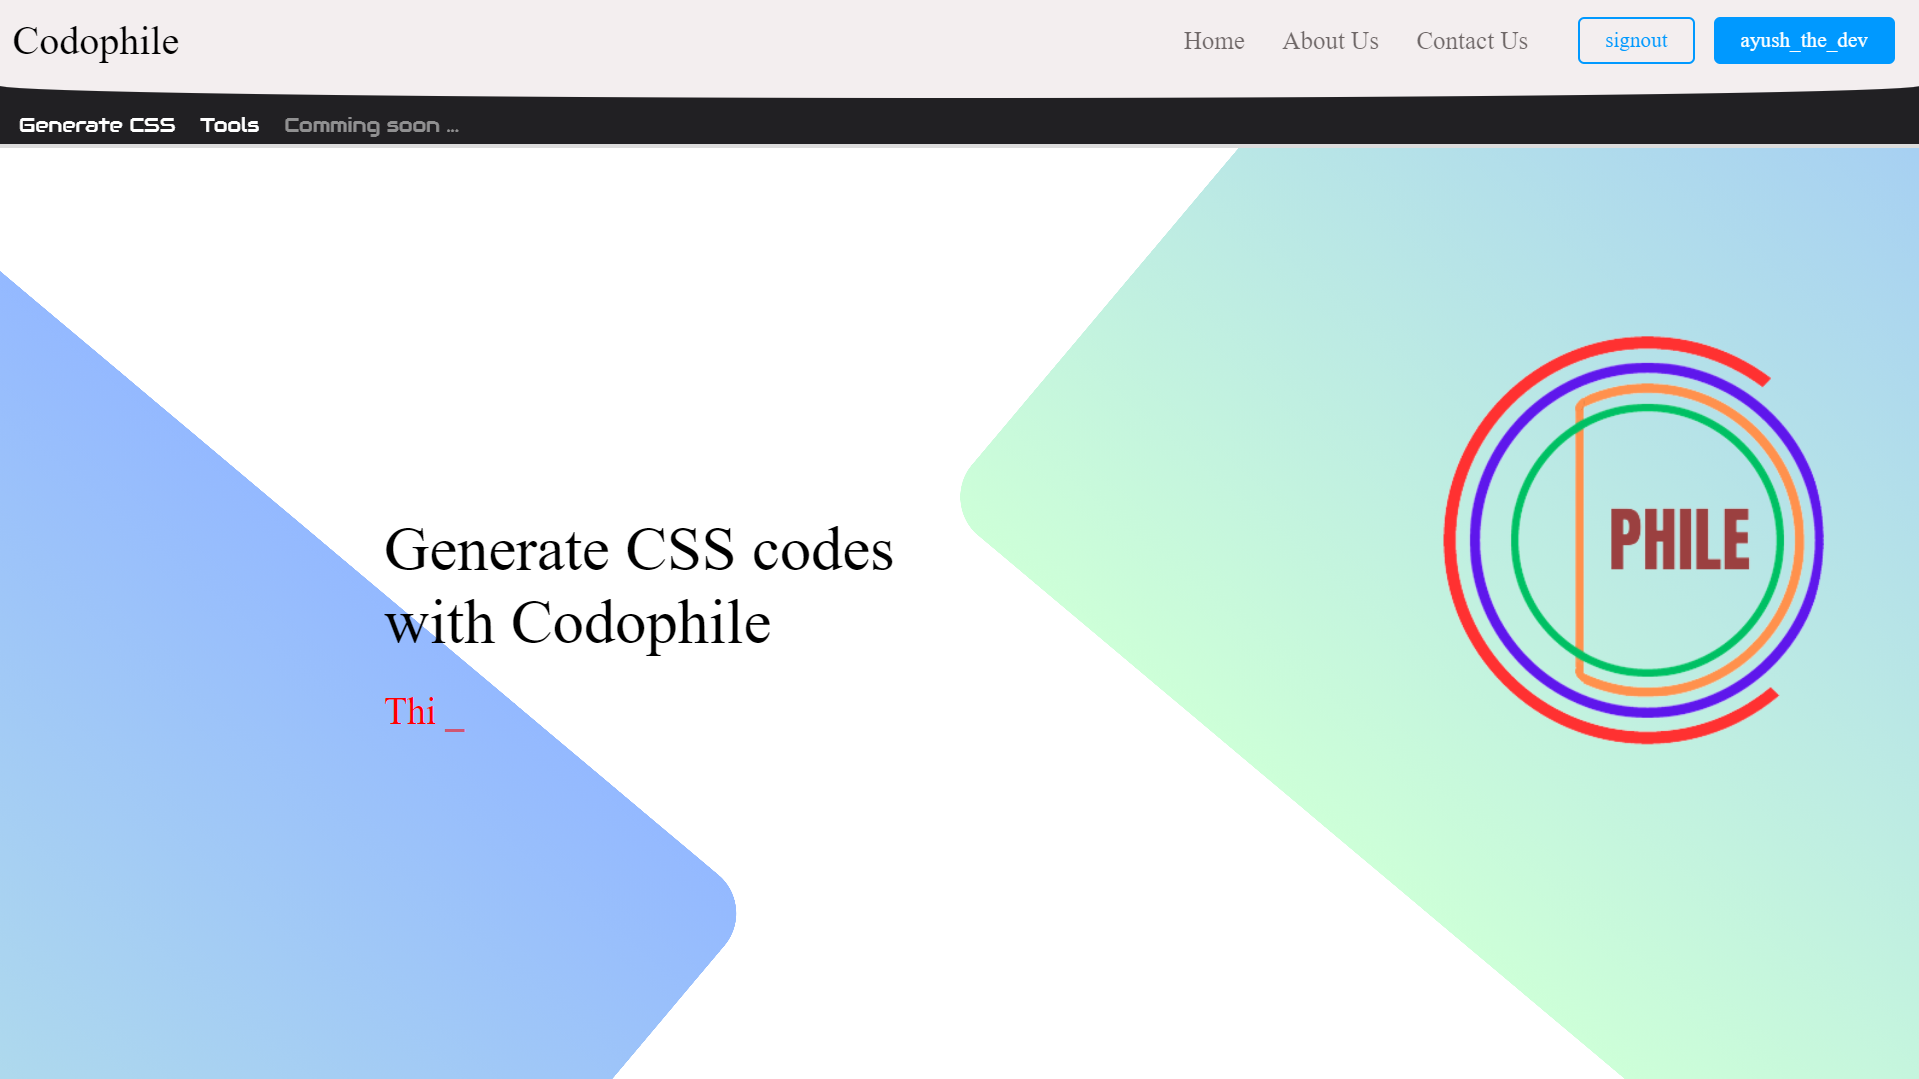 Codophile
Home About Us Contact Us signout ayush_the_dev
Generate CSS Tools Comming soon ...
Generate CSS codes
with Codophile
PHILE
Thi _